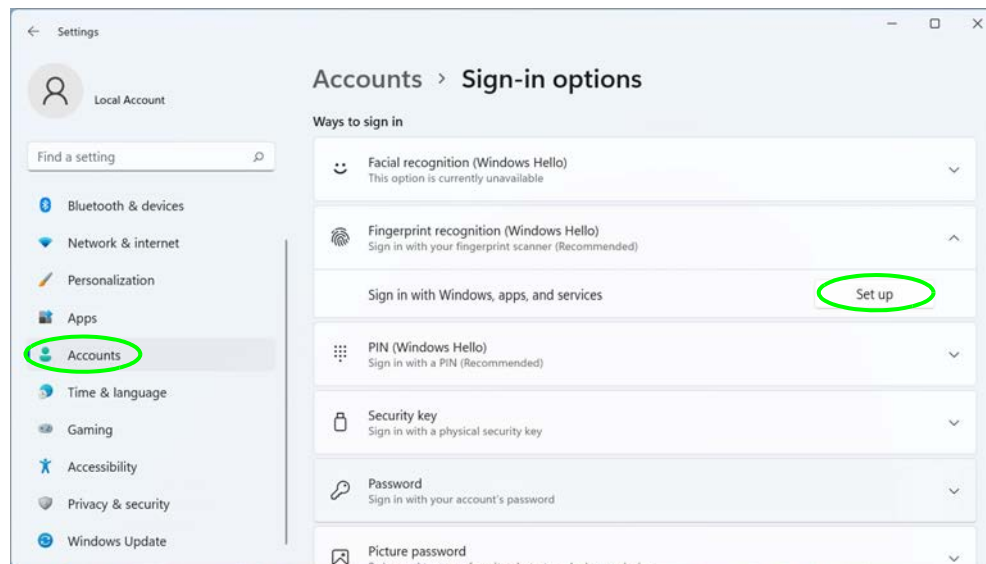 Settings
Local Account
Find a setting
Bluetooth & devices
Network & internet
Personalization
Apps
Accounts
Time & language
Gaming
Accessibility
Privacy & security
Windows Update
Accounts > Sign-in options
Ways to sign in
Facial recognition (Windows Hello)
This option is currently unavailable
Fingerprint recognition (Windows Hello)
Sign in with your fingerprint scanner (Recommended)
Sign in with Windows, apps, and services
Set up
PIN (Windows Hello)
Sign in with a PIN (Recommended)
Security key
Sign in with a physical security key
Password
Sign in with your account's password
Picture password